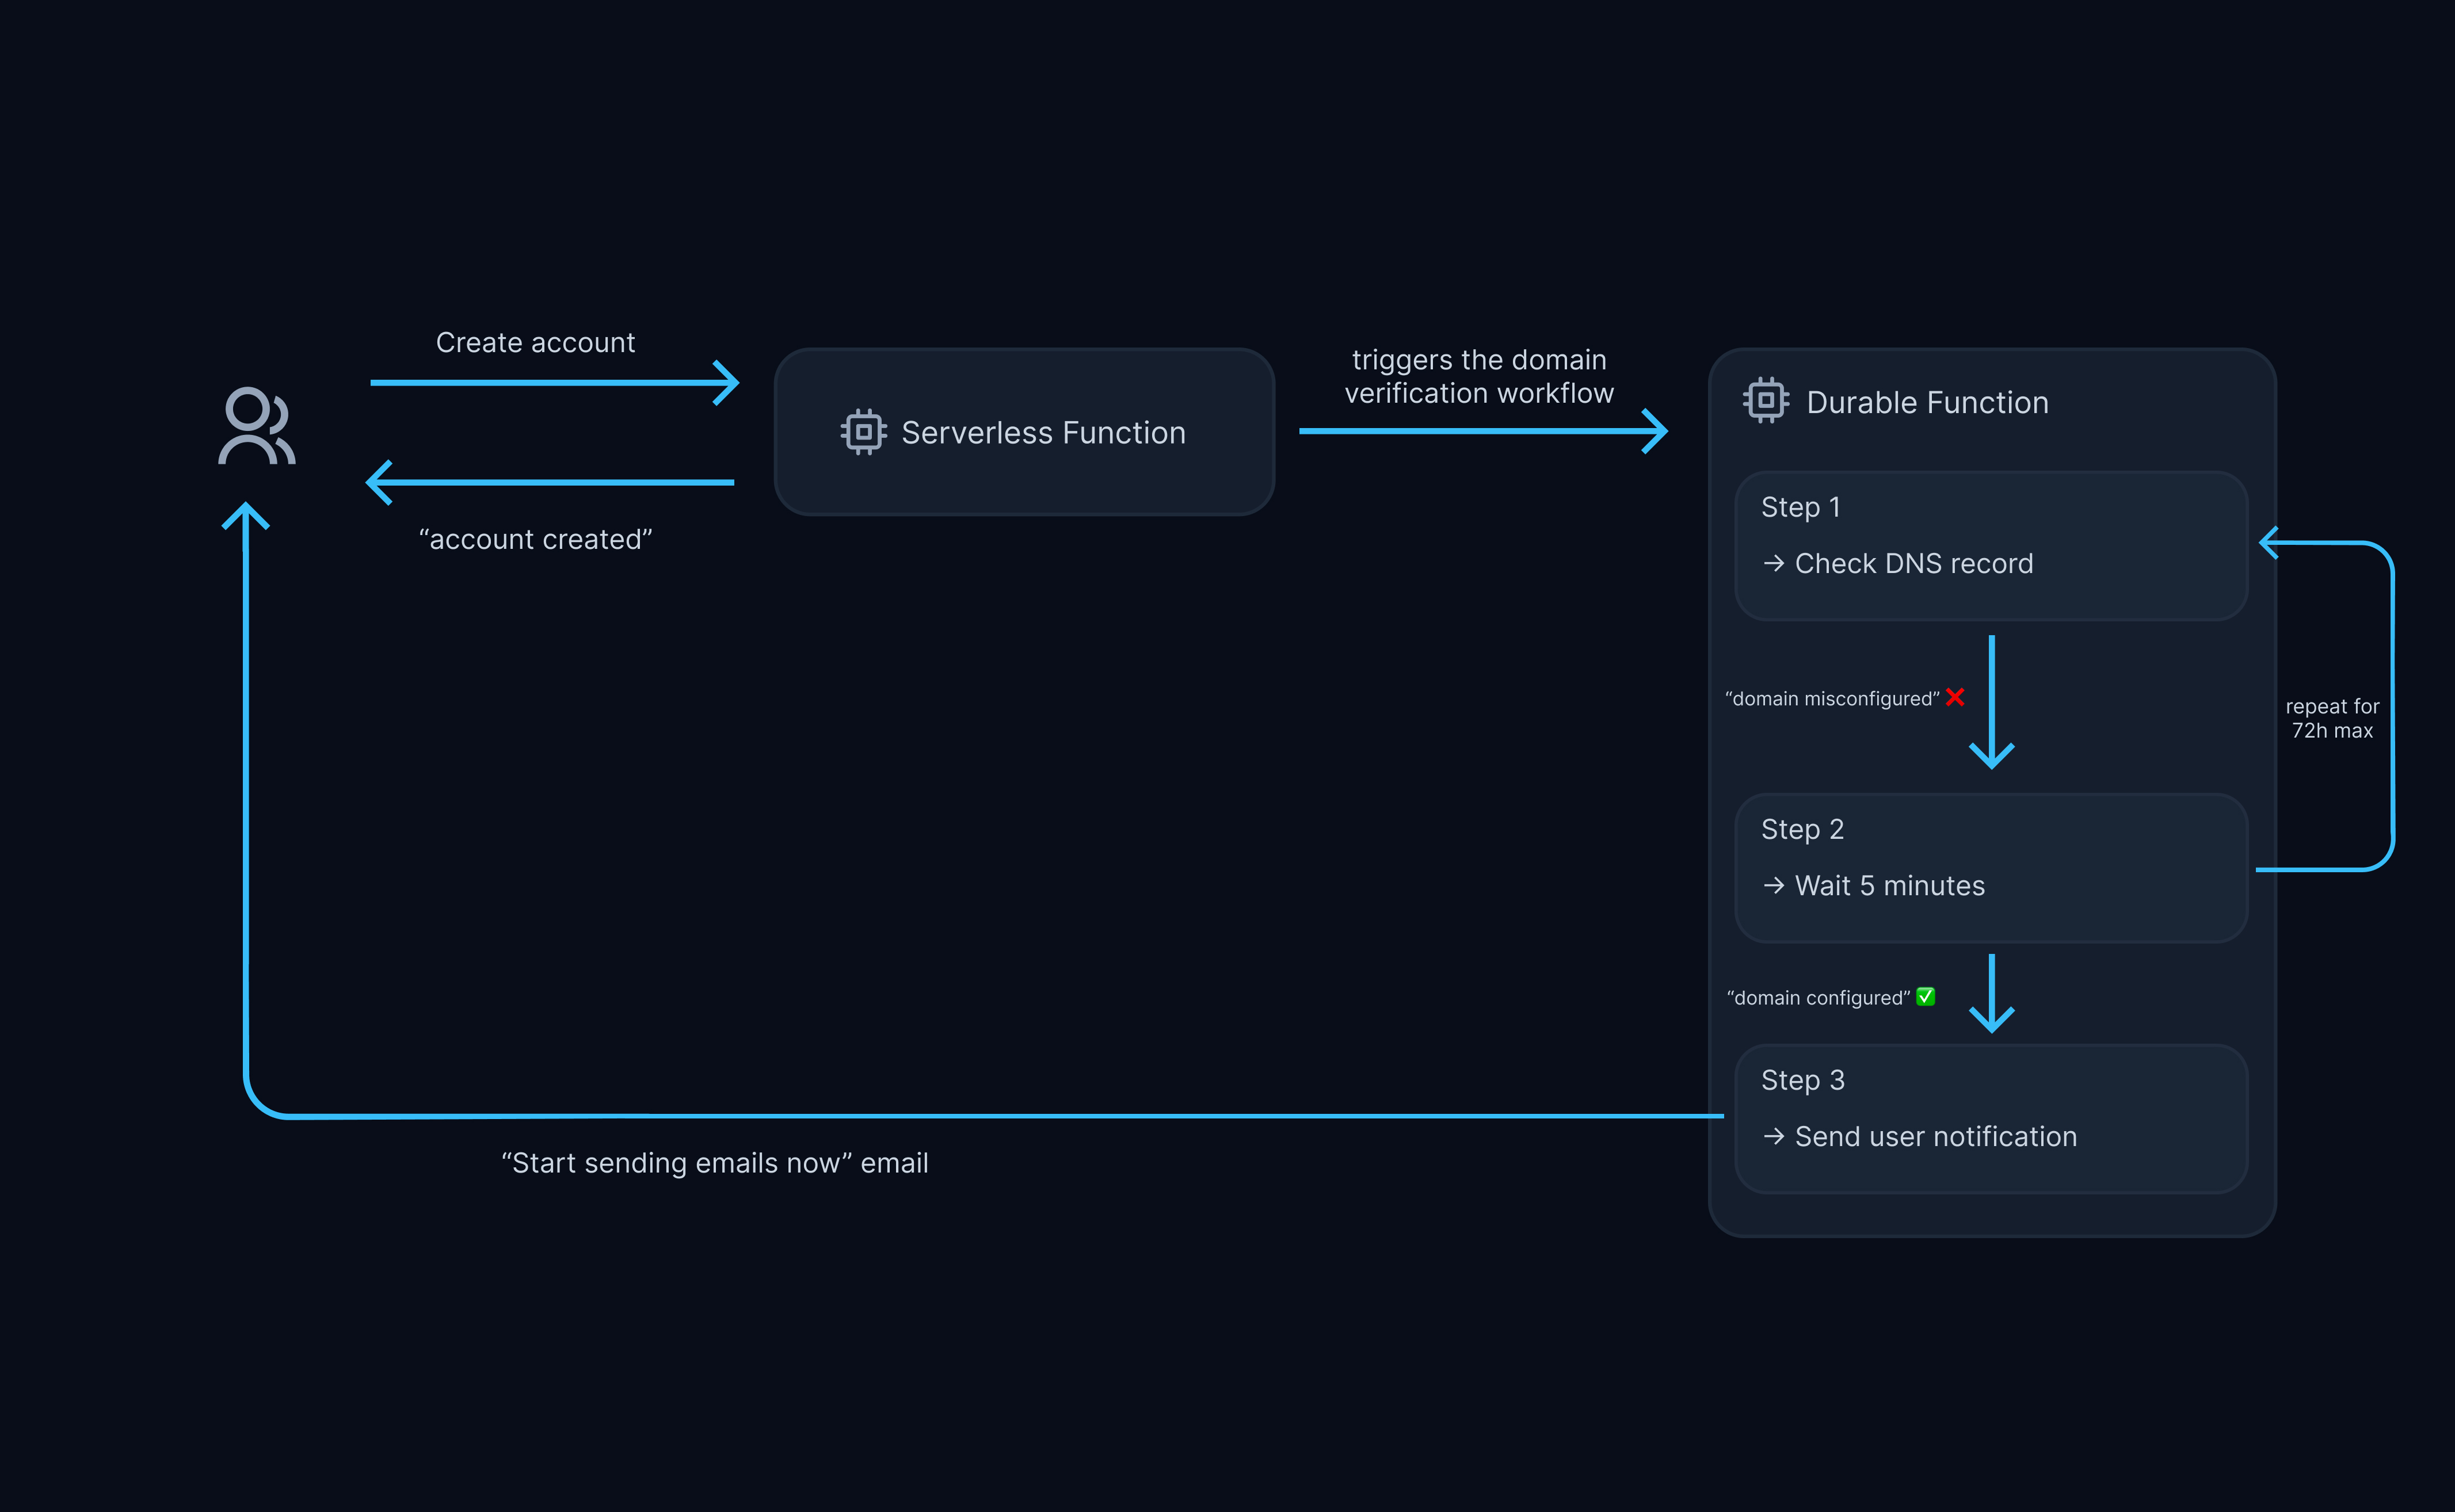 Create account
“account created”
Serverless Function
triggers the domain
verification workflow
Durable Function
Step 1
→ Check DNS record
“domain misconfigured” ❌
repeat for
72h max
Step 2
→ Wait 5 minutes
“domain configured” ✅
Step 3
→ Send user notification
“Start sending emails now” email